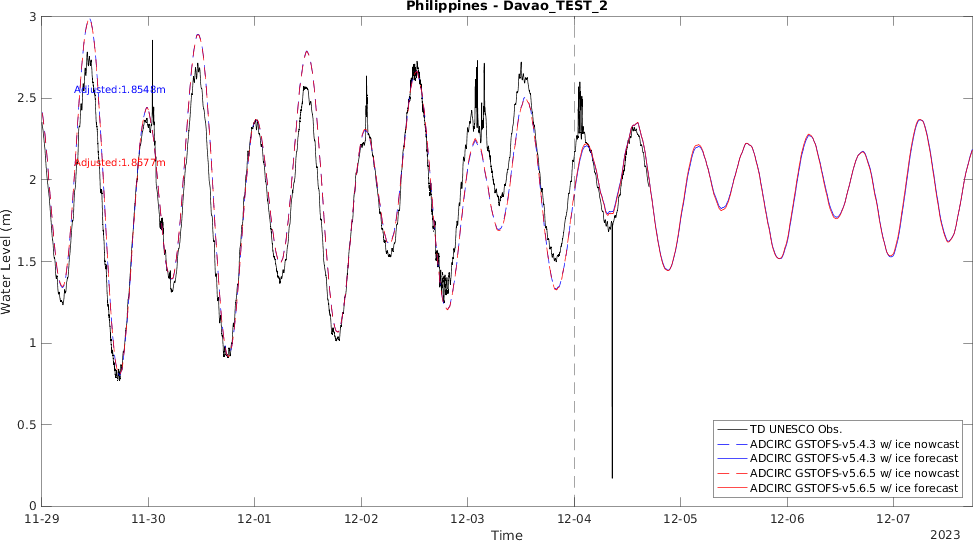 Philippines - Davao_TEST_2
3
2.5
2
1.5
1
0.5
0
Water Level (m)
Adjusted:1.8548m
Adjusted:1.8577m
TD UNESCO Obs.
ADCIRC GSTOFS-v5.4.3 w/ ice nowcast
ADCIRC GSTOFS-v5.4.3 w/ ice forecast
ADCIRC GSTOFS-v5.6.5 w/ ice nowcast
ADCIRC GSTOFS-v5.6.5 w/ ice forecast
11-29 11-30 12-01 12-02 12-03 12-04 12-05 12-06 12-07
Time
2023